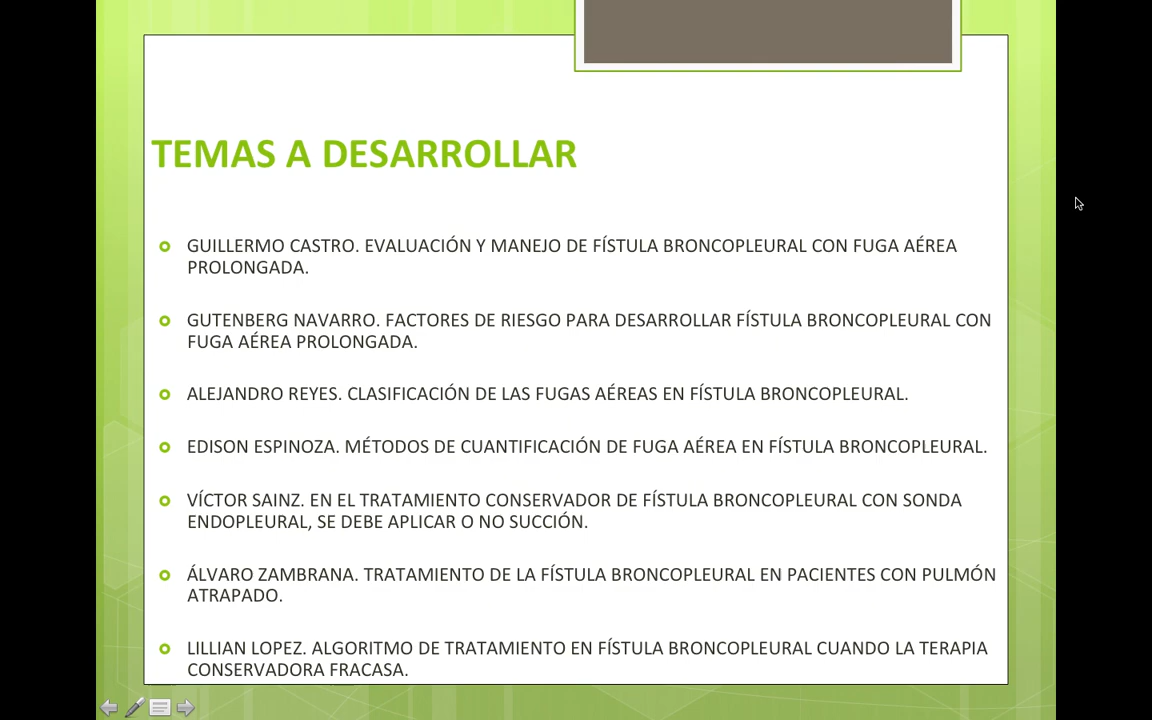 TEMAS A DESARROLLAR
GUILLERMO CASTRO. EVALUACIÓN Y MANEJO DE FÍSTULA BRONCOPLEURAL CON FUGA AÉREA
PROLONGADA.
GUTENBERG NAVARRO. FACTORES DE RIESGO PARA DESARROLLAR FÍSTULA BRONCOPLEURAL CON
FUGA AÉREA PROLONGADA.
ALEJANDRO REYES. CLASIFICACIÓN DE LAS FUGAS AÉREAS EN FÍSTULA BRONCOPLEURAL.
EDISON ESPINOZA. MÉTODOS DE CUANTIFICACIÓN DE FUGA AÉREA EN FÍSTULA BRONCOPLEURAL.
VÍCTOR SAINZ. EN EL TRATAMIENTO CONSERVADOR DE FÍSTULA BRONCOPLEURAL CON SONDA
ENDOPLEURAL, SE DEBE APLICAR O NO SUCCIÓN.
ÁLVARO ZAMBRANA. TRATAMIENTO DE LA FÍSTULA BRONCOPLEURAL EN PACIENTES CON PULMÓN
ATRAPADO.
LILLIAN LOPEZ. ALGORITMO DE TRATAMIENTO EN FÍSTULA BRONCOPLEURAL CUANDO LA TERAPIA
CONSERVADORA FRACASA.